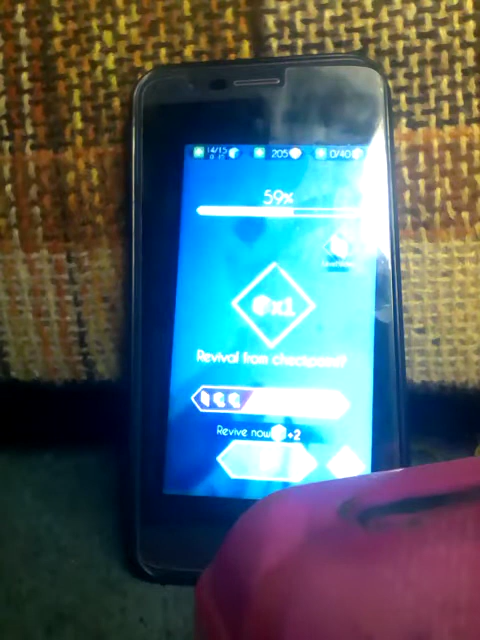 14/15 205 0/40
59%
x1
Revival from checkpoint?
Revive now +2